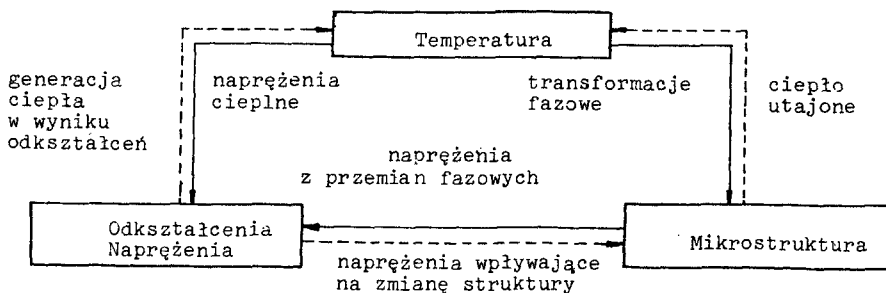 Temperatura
generacja
ciepła
w wyniku
odkształceń
naprężenia
cieplne
transformacje
fazowe
ciepło
utajone
naprężenia
z przemian fazowych
Odkształcenia
Naprężenia
Mikrostruktura
naprężenia wpływające
na zmianę struktury